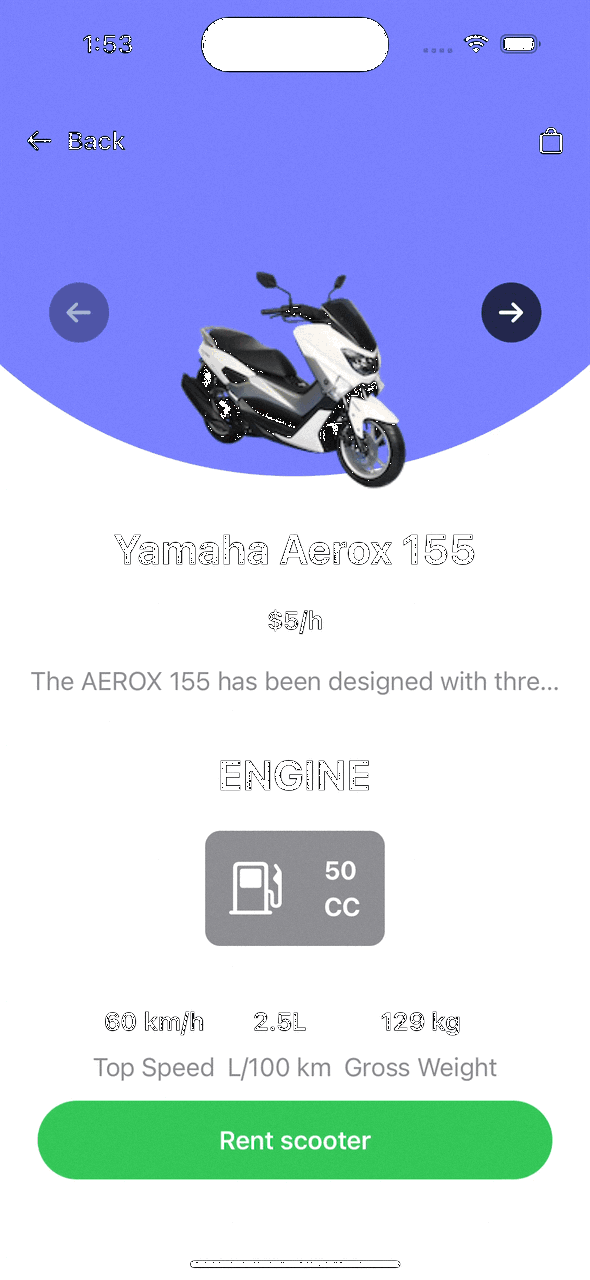 1:53
Back
Yamaha Aerox 155
$5/h
The AEROX 155 has been designed with thre...
ENGINE
50
CC
60 km/h 2.5L 129 kg
Top Speed L/100 km Gross Weight
Rent scooter